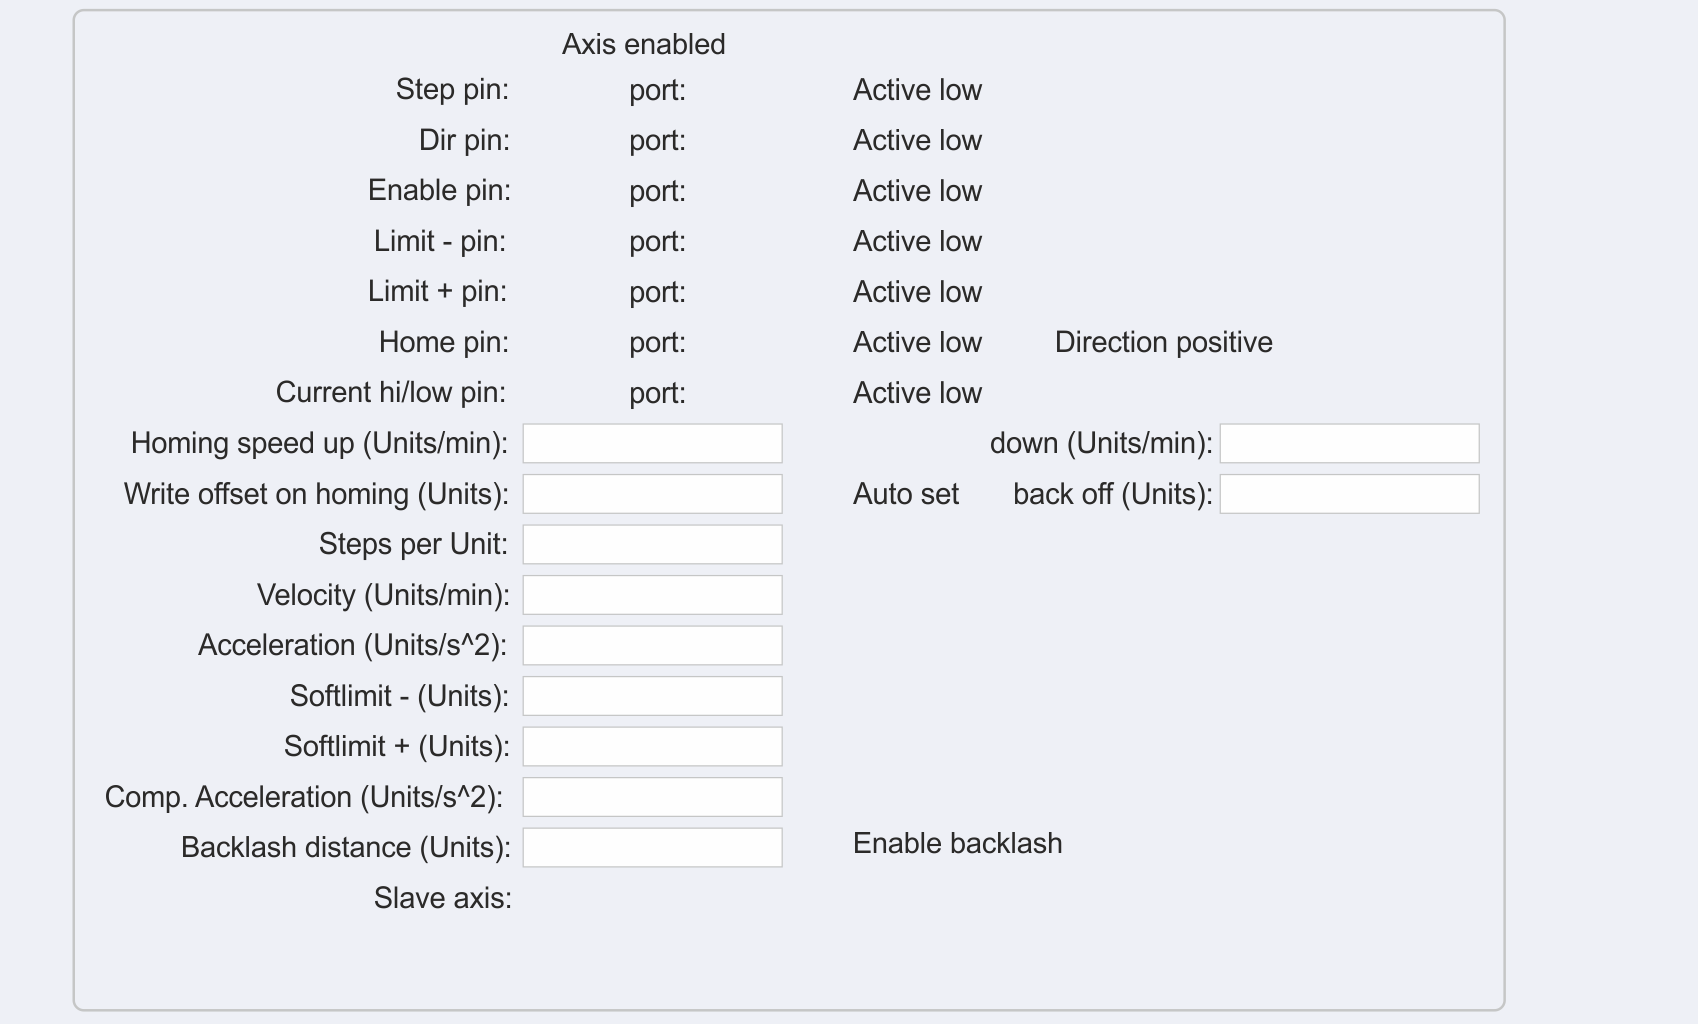 Axis enabled
Step pin: port: Active low
Dir pin: port: Active low
Enable pin: port: Active low
Limit - pin: port: Active low
Limit + pin: port: Active low
Home pin: port: Active low Direction positive
Current hi/low pin: port: Active low
Homing speed up (Units/min): down (Units/min):
Write offset on homing (Units): Auto set back off (Units):
Steps per Unit:
Velocity (Units/min):
Acceleration (Units/s^2):
Softlimit - (Units):
Softlimit + (Units):
Comp. Acceleration (Units/s^2):
Backlash distance (Units): Enable backlash
Slave axis: